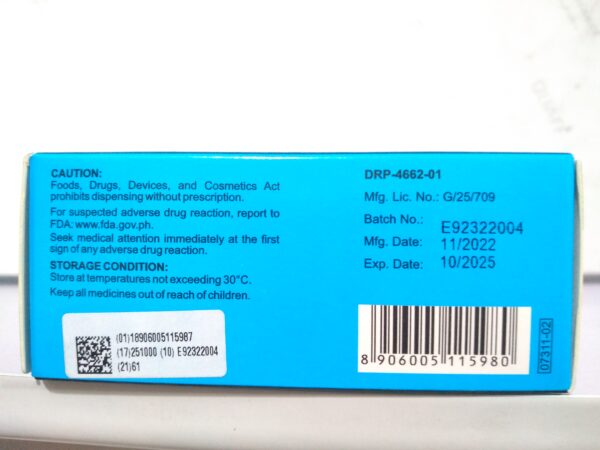 CAUTION:
Foods, Drugs, Devices, and Cosmetics Act
prohibits dispensing without prescription.
For suspected adverse drug reaction, report to
FDA: www.fda.gov.ph.
Seek medical attention immediately at the first
sign of any adverse drug reaction.
STORAGE CONDITION:
Store at temperatures not exceeding 30°C.
Keep all medicines out of reach of children.
(01)18906005115987
(17)251000 (10) E92322004
(21)61
DRP-4662-01
Mfg. Lic. No.: G/25/709
Batch No.: E92322004
Mfg. Date: 11/2022
Exp. Date: 10/2025
8 906005 115980
07311-02